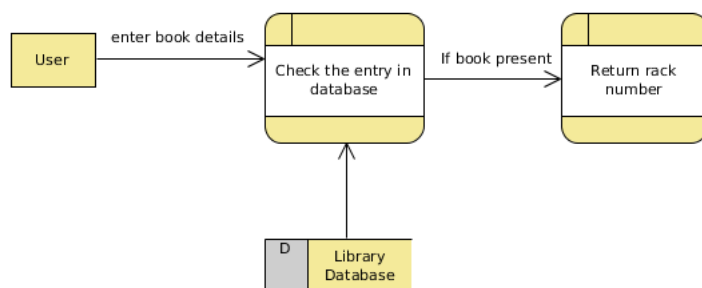 enter book details
User
Check the entry in
database
If book present
Return rack
number
D
Library
Database